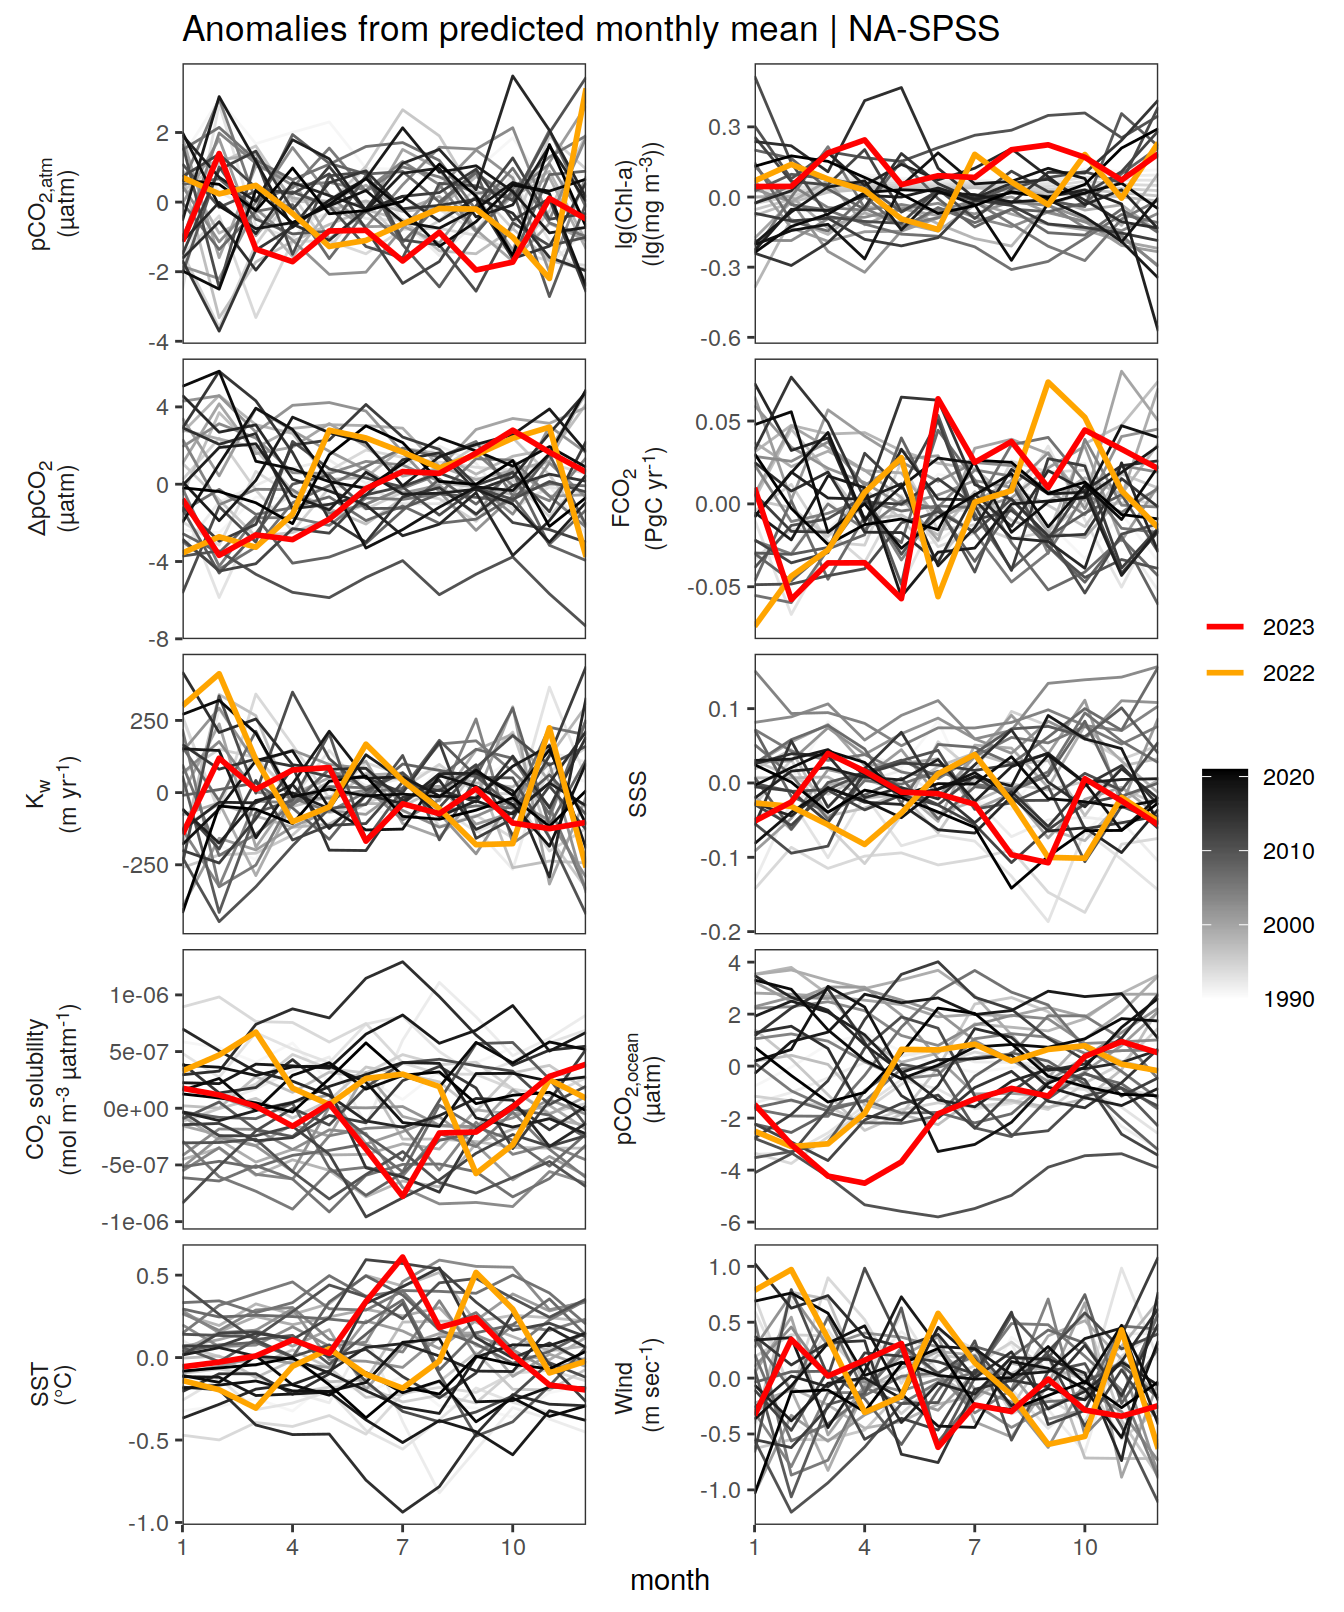 Anomalies from predicted monthly mean | NA-SPSS
pCO2,atm
(µatm)
2
0
-2
-4
lg(Chl-a)
(lg(mg m-3))
0.3
0.0
-0.3
-0.6
ΔpCO2
(µatm)
4
0
-4
-8
FCO2
(PgC yr-1)
0.05
0.00
-0.05
Kw
(m yr-1)
250
0
-250
SSS
0.1
0.0
-0.1
-0.2
CO2 solubility
(mol m-3 µatm-1)
1e-06
5e-07
0e+00
-5e-07
-1e-06
pCO2,ocean
(µatm)
4
2
0
-2
-4
-6
SST
(°C)
0.5
0.0
-0.5
-1.0
1 4 7 10
Wind
(m sec-1)
1.0
0.5
0.0
-0.5
-1.0
1 4 7 10
month
2023
2022
2020
2010
2000
1990